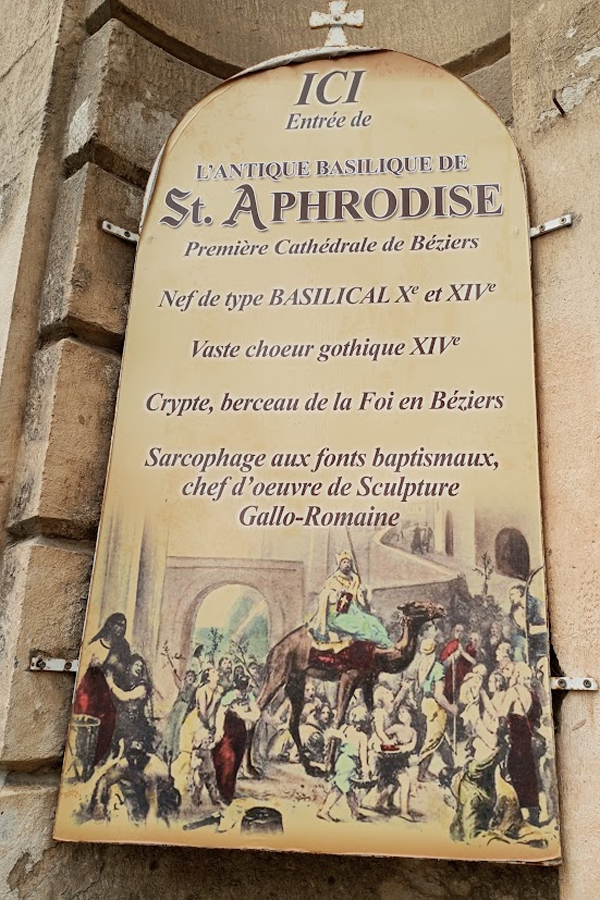 ICI
Entrée de
L'ANTIQUE BASILIQUE DE
St. APHRODISE
Première Cathédrale de Béziers
Nef de type BASILICAL Xe et XIVe
Vaste choeur gothique XIVe
Crypte, berceau de la Foi en Béziers
Sarcophage aux fonts baptismaux,
chef d'oeuvre de Sculpture
Gallo-Romaine